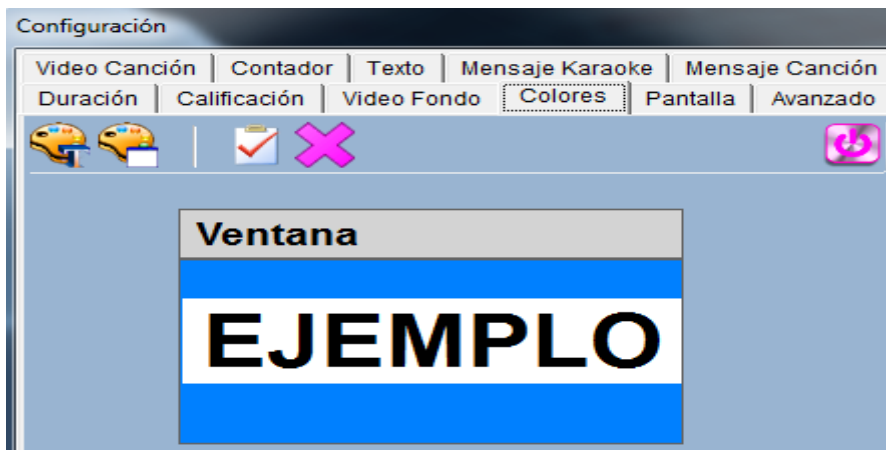 Configuración
Video Canción Contador Texto Mensaje Karaoke Mensaje Canción
Duración Calificación Video Fondo Colores Pantalla Avanzado
Ventana
EJEMPLO